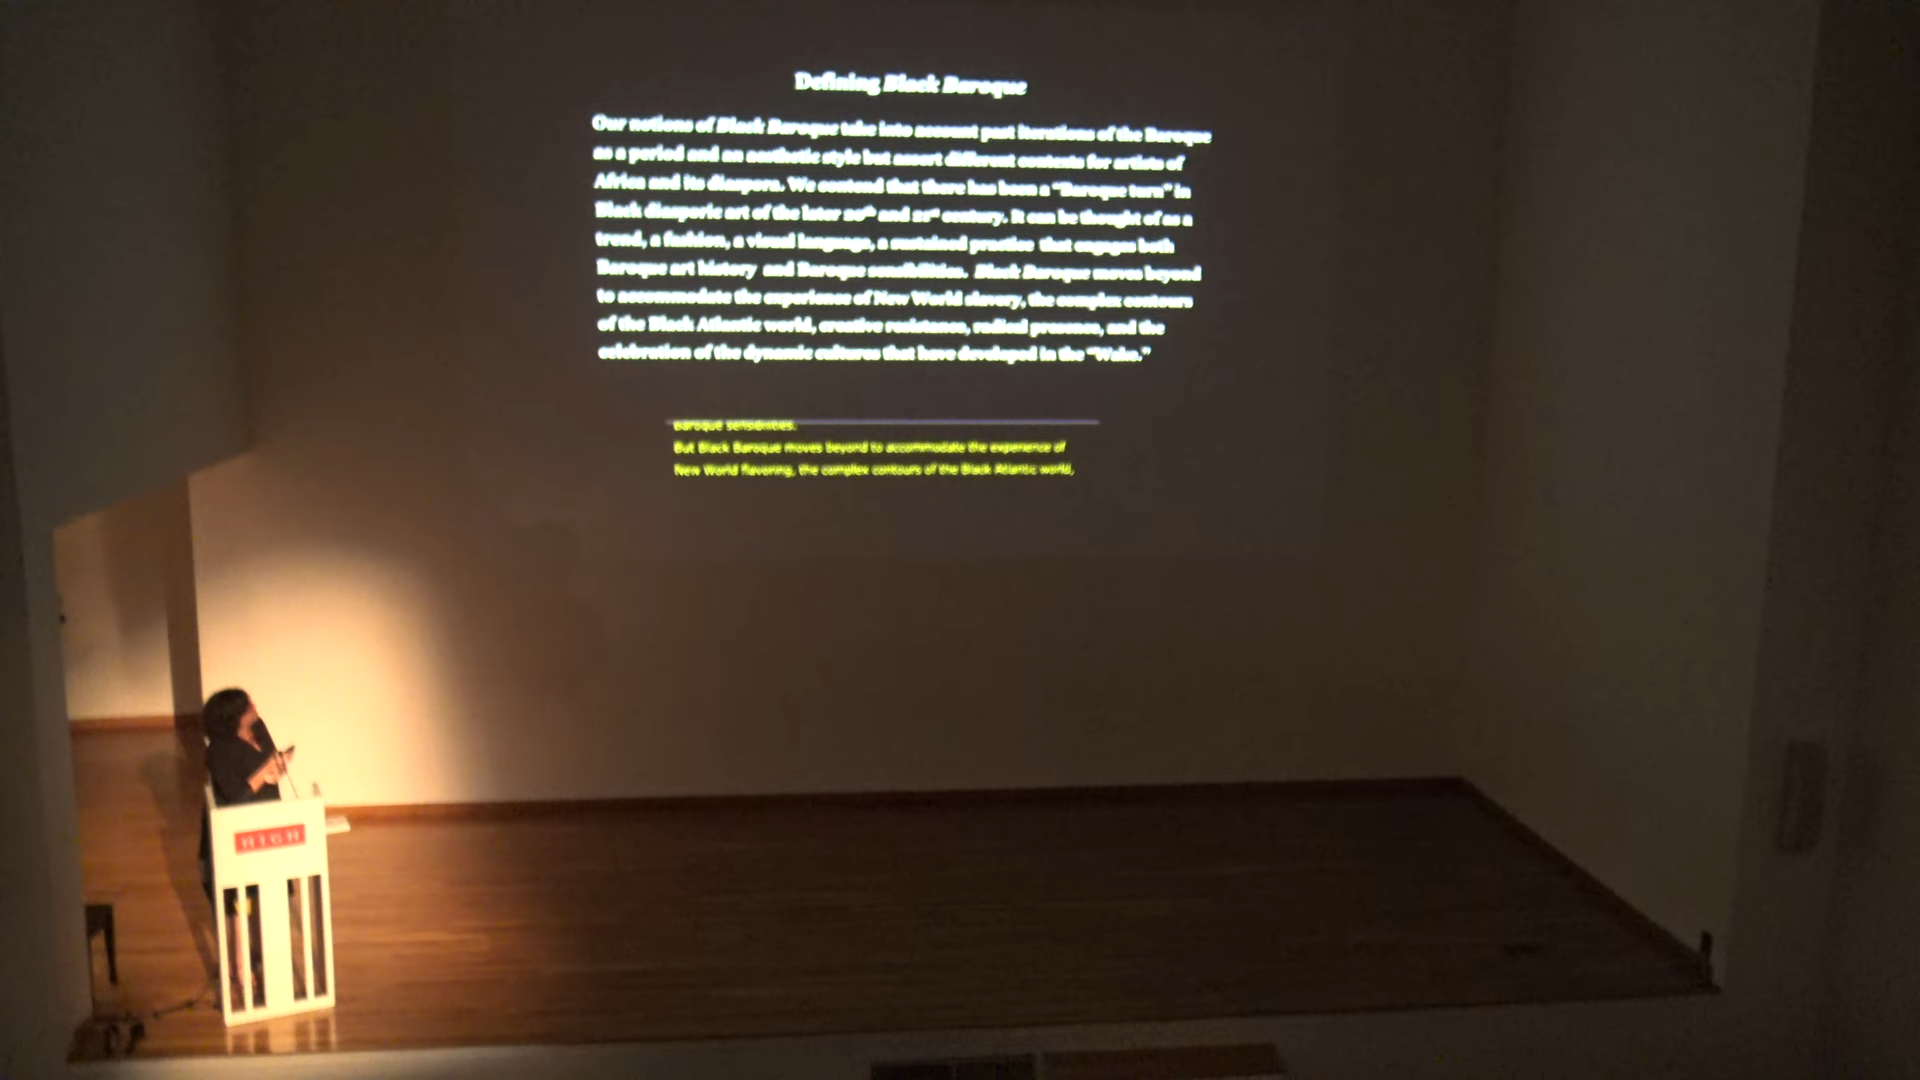 Defining Black Baroque
Our notions of Black Baroque take into account past iterations of the Baroque
as a period and an aesthetic style but assert different contents for artists of
Africa and its diaspora. We contend that there has been a “Baroque turn” in
Black diasporic art of the later 20th and 21st century. It can be thought of as a
trend, a fashion, a visual language, a sustained practice that engages both
Baroque art history and Baroque sensibilities. Black Baroque moves beyond
to accommodate the experience of New World slavery, the complex contours
of the Black Atlantic world, creative resistance, radical presence, and the
celebration of the dynamic cultures that have developed in the “Wake.”
Baroque sensibilities.
But Black Baroque moves beyond to accommodate the experience of
New World flavoring, the complex contours of the Black Atlantic world,
HIGH